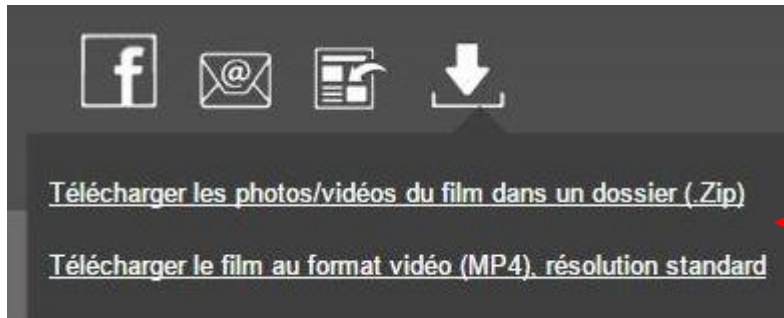 f
@
Télécharger les photos/vidéos du film dans un dossier (.Zip)
Télécharger le film au format vidéo (MP4), résolution standard